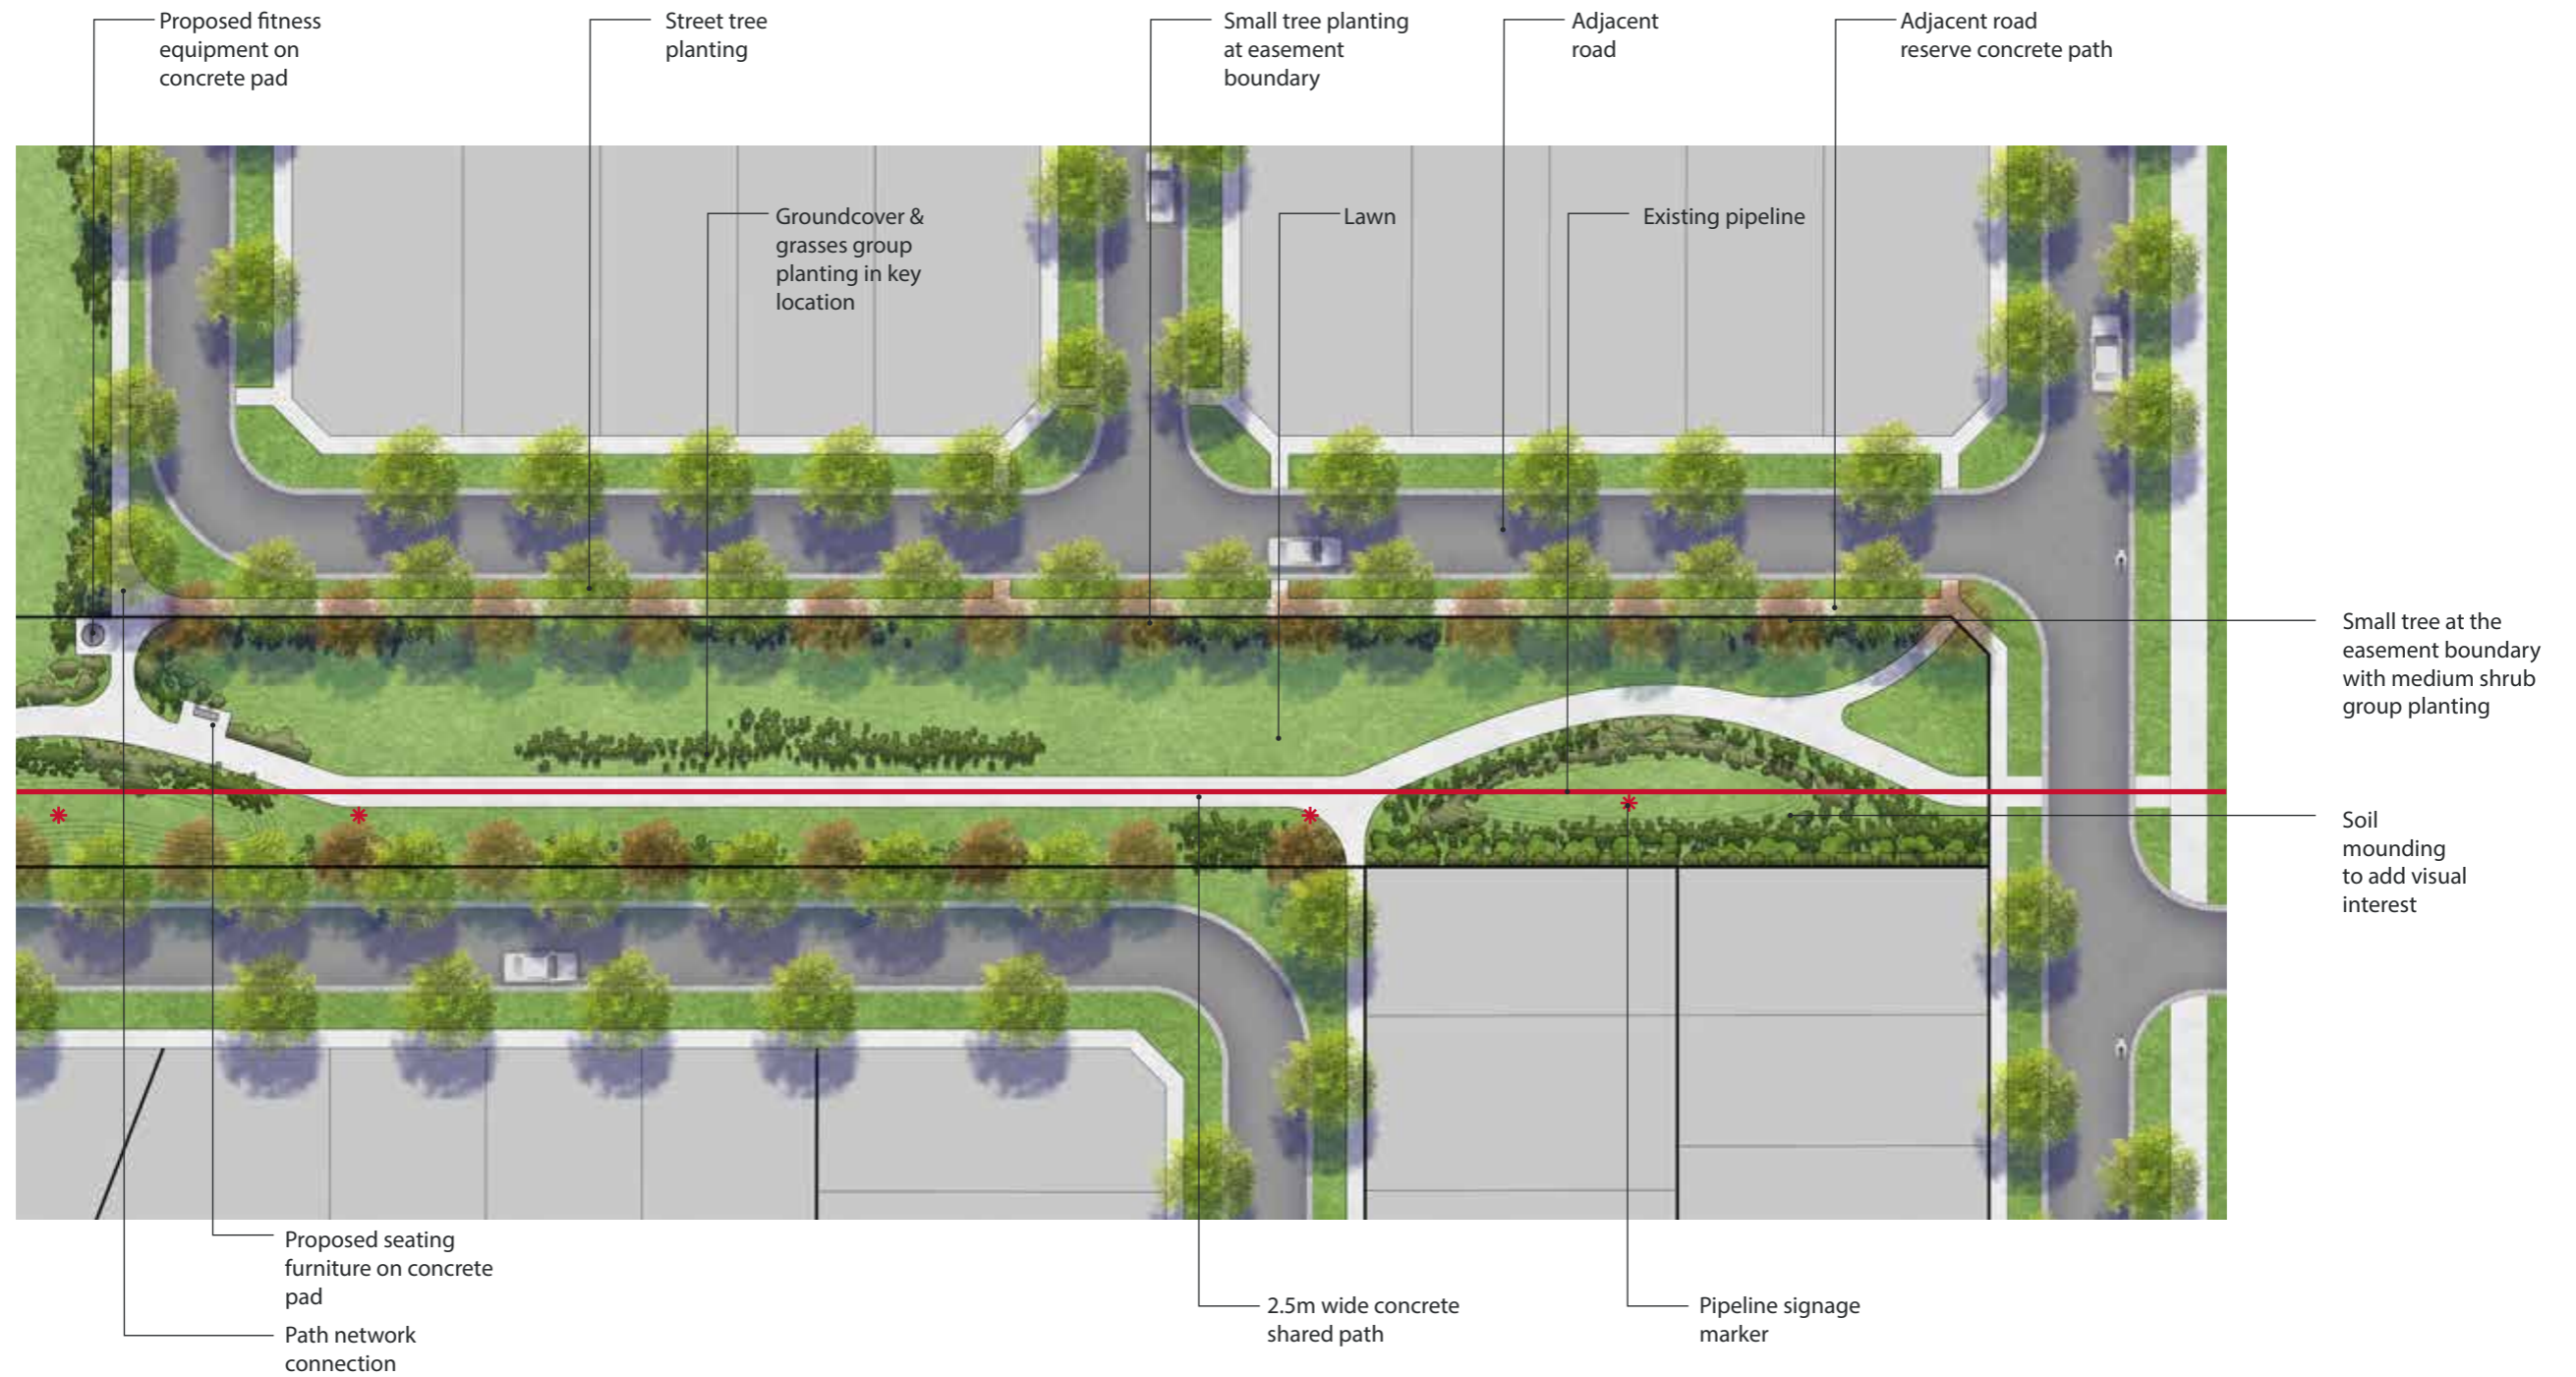 Proposed fitness
equipment on
concrete pad
Street tree
planting
Small tree planting
at easement
boundary
Adjacent
road
Adjacent road
reserve concrete path
Groundcover &
grasses group
planting in key
location
Lawn
Existing pipeline
Small tree at the
easement boundary
with medium shrub
group planting
Soil
mounding
to add visual
interest
Proposed seating
furniture on concrete
pad
Path network
connection
2.5m wide concrete
shared path
Pipeline signage
marker